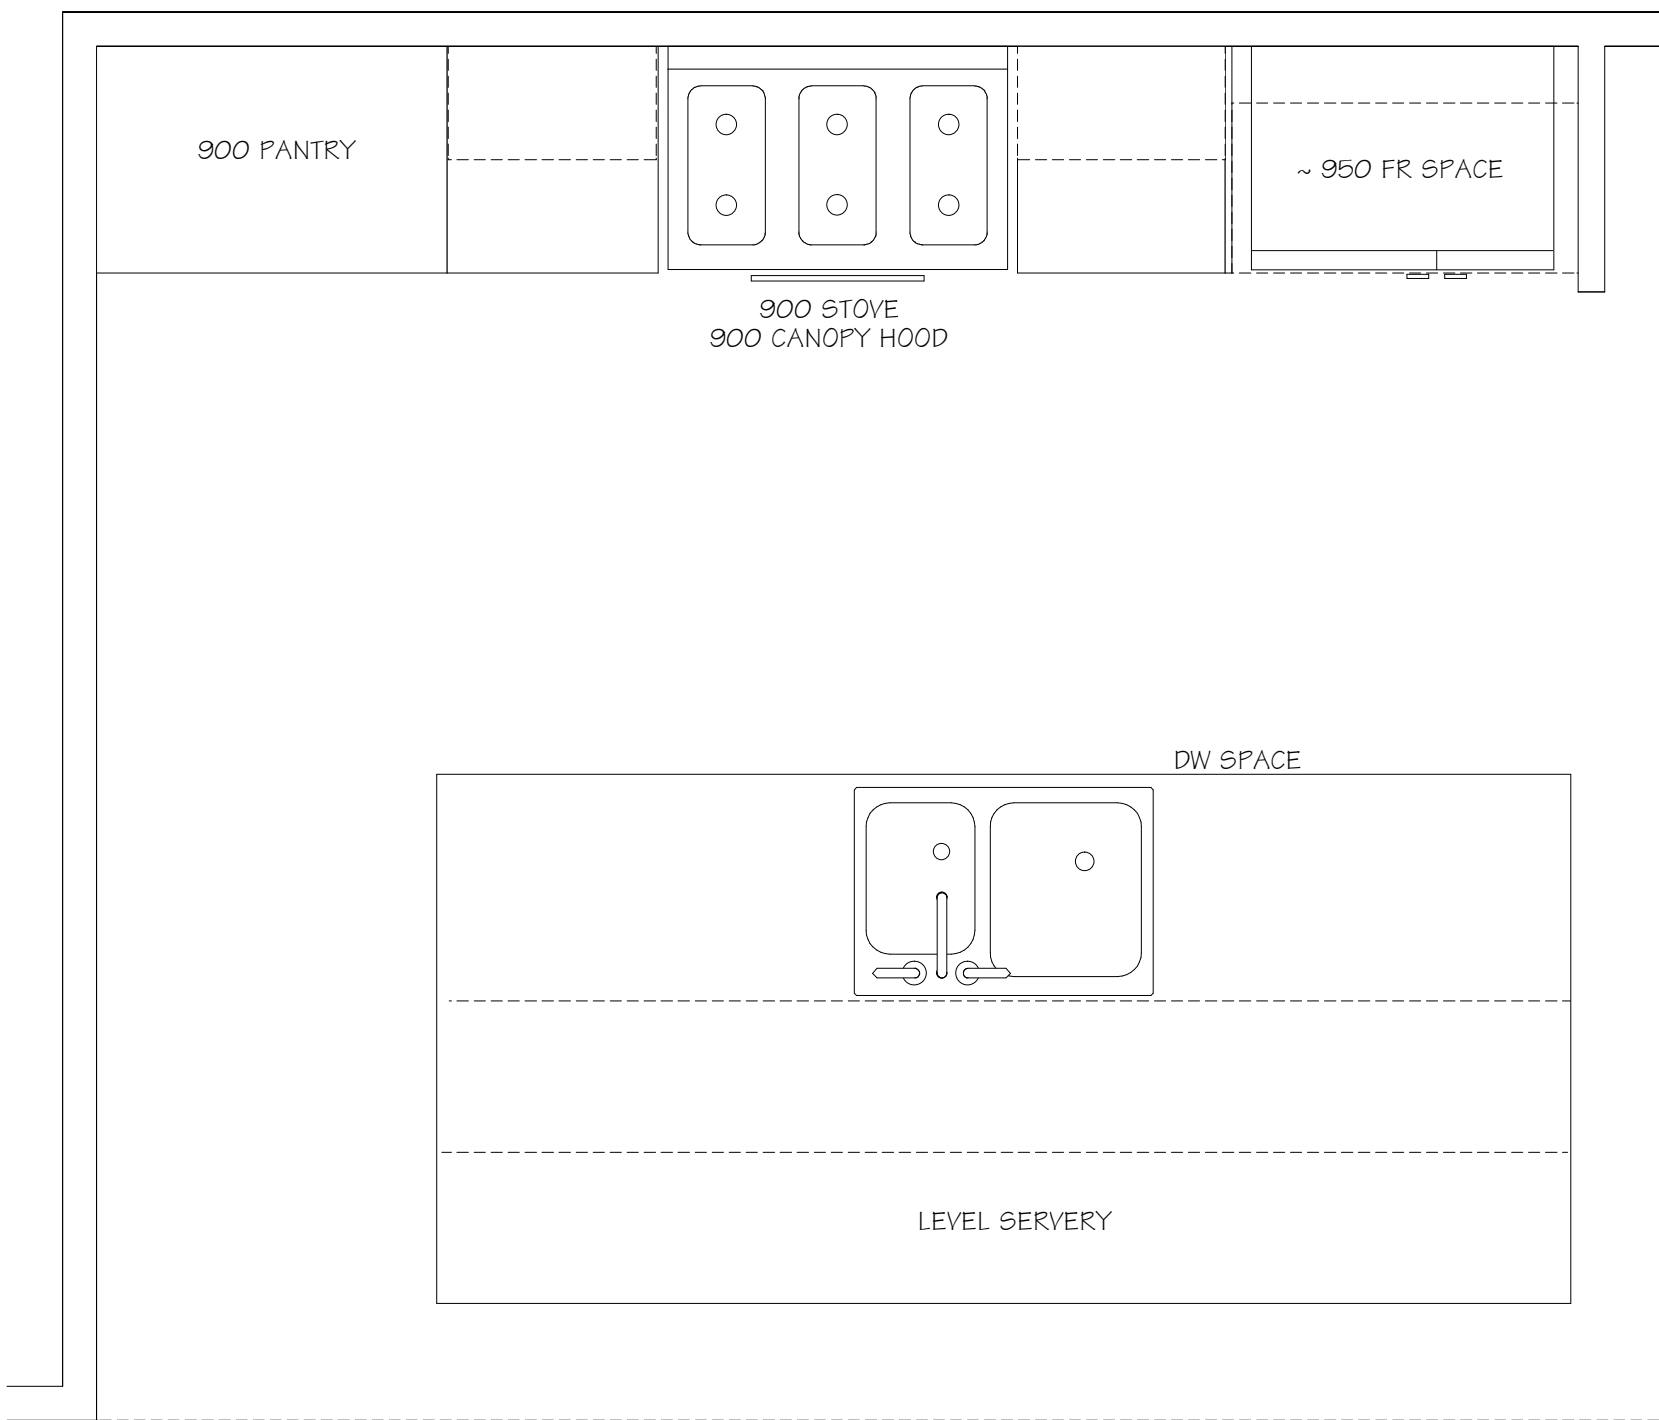 900 PANTRY
~ 950 FR SPACE
900 STOVE
900 CANOPY HOOD
DW SPACE
LEVEL SERVERY